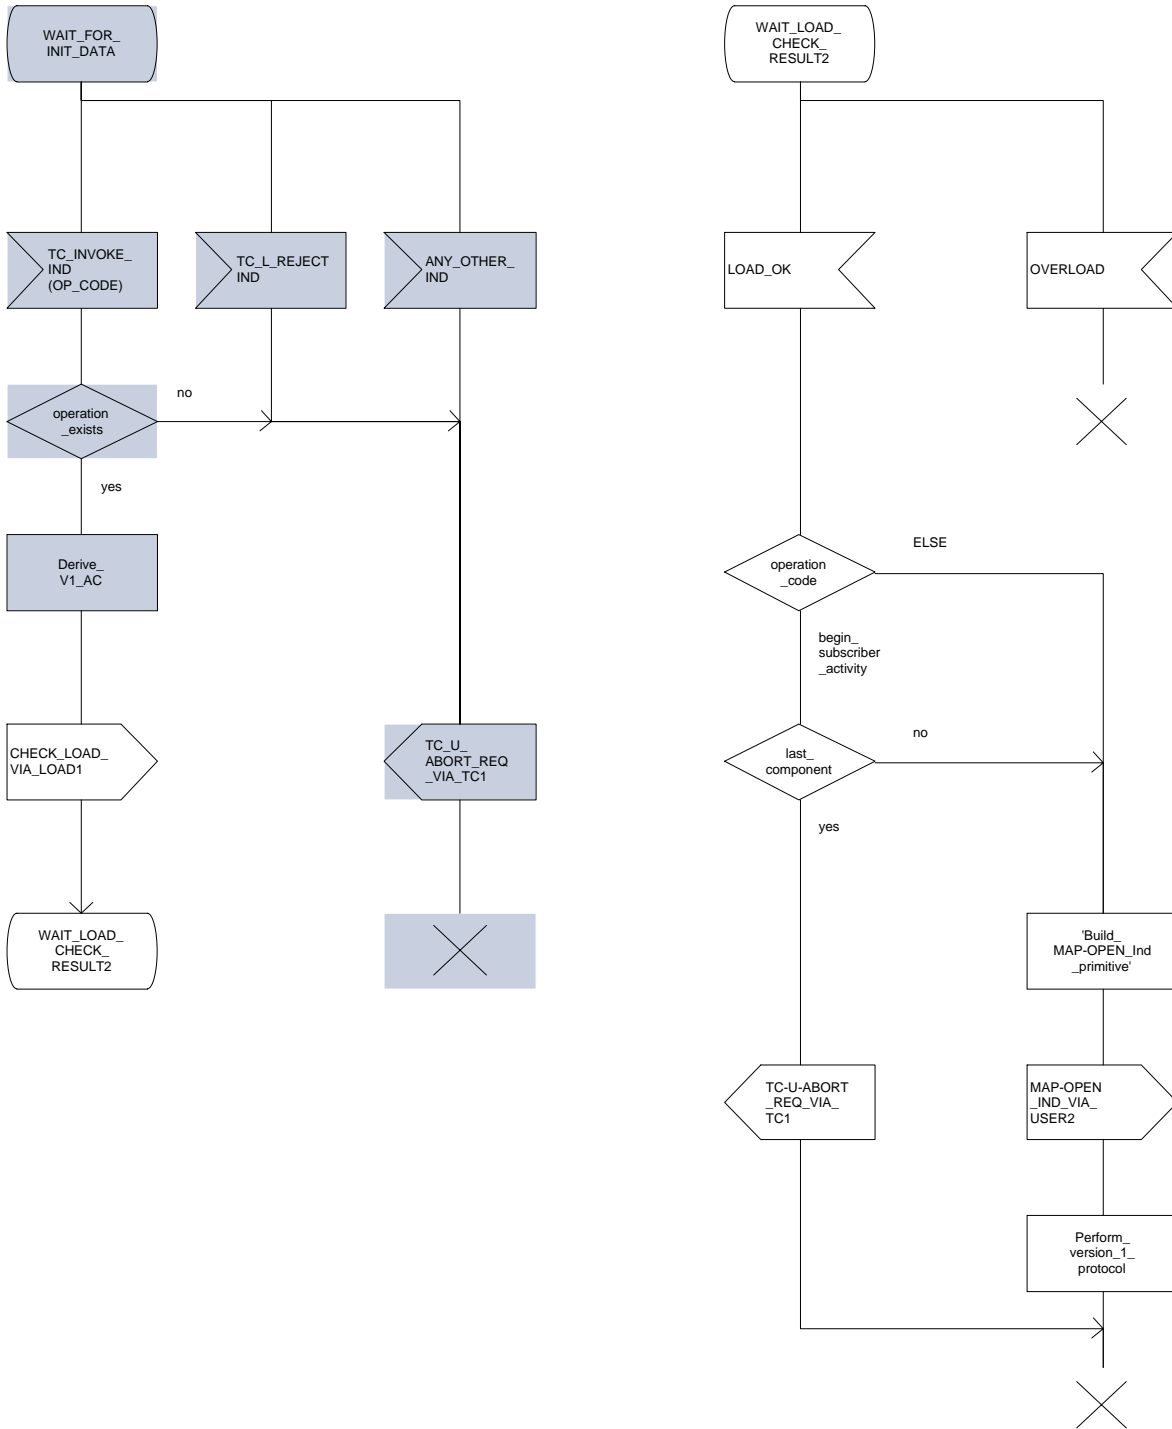 WAIT_FOR_
INIT_DATA
TC_INVOKE_
IND
(OP_CODE)
TC_L_REJECT
IND
ANY_OTHER_
IND
operation
_exists
no
yes
Derive_
V1_AC
CHECK_LOAD_
VIA_LOAD1
TC_U_
ABORT_REQ
_VIA_TC1
WAIT_LOAD_
CHECK_
RESULT2
WAIT_LOAD_
CHECK_
RESULT2
LOAD_OK
OVERLOAD
operation
_code
ELSE
begin_
subscriber
_activity
last_
component
no
yes
'Build_
MAP-OPEN_Ind
_primitive'
TC-U-ABORT
_REQ_VIA_
TC1
MAP-OPEN
_IND_VIA_
USER2
Perform_
version_1_
protocol